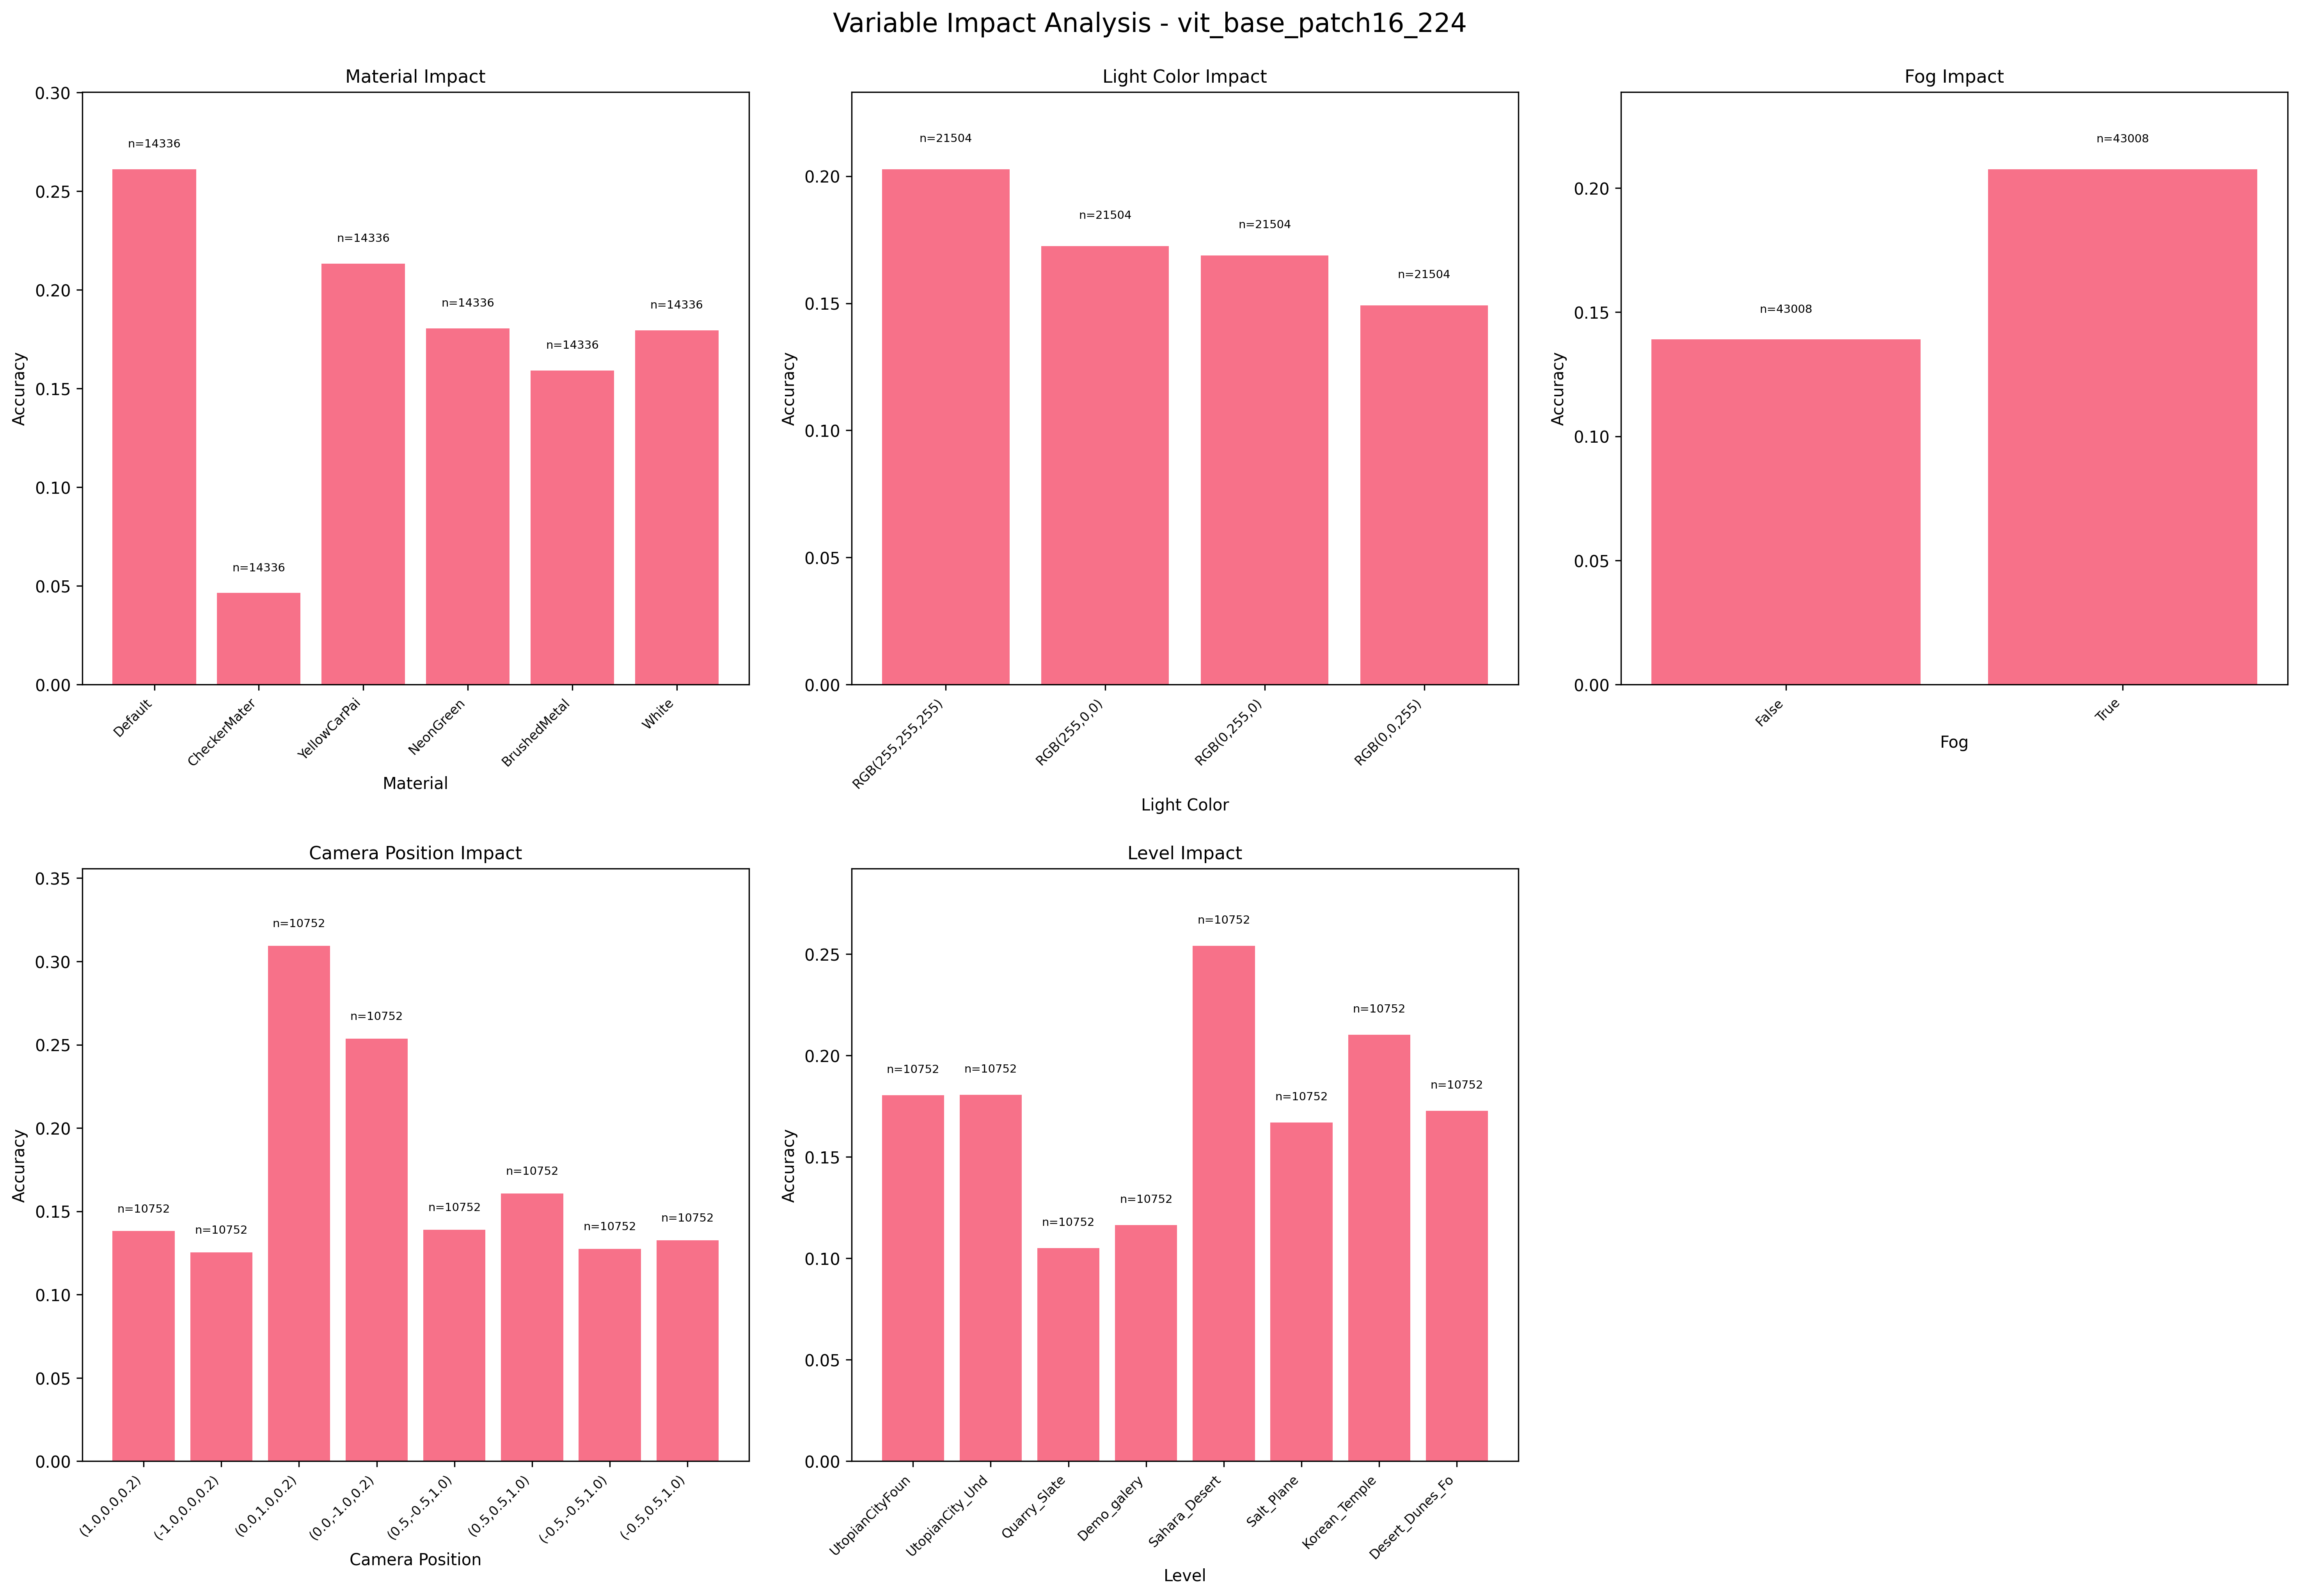 Variable Impact Analysis - vit_base_patch16_224
Material Impact
0.30
0.25
0.20
0.15
0.10
0.05
0.00
Accuracy
n=14336
n=14336
n=14336
n=14336
n=14336
n=14336
Default
CheckerMater
YellowCarPai
NeonGreen
BrushedMetal
White
Material
Light Color Impact
0.20
0.15
0.10
0.05
0.00
Accuracy
n=21504
n=21504
n=21504
n=21504
RGB(255,255,255)
RGB(255,0,0)
RGB(0,255,0)
RGB(0,0,255)
Light Color
Fog Impact
0.20
0.15
0.10
0.05
0.00
Accuracy
n=43008
n=43008
False
True
Fog
Camera Position Impact
0.35
0.30
0.25
0.20
0.15
0.10
0.05
0.00
Accuracy
n=10752
n=10752
n=10752
n=10752
n=10752
n=10752
n=10752
n=10752
(1.0,0.0,0.2)
(-1.0,0.0,0.2)
(0.0,1.0,0.2)
(0.0,-1.0,0.2)
(0.5,-0.5,1.0)
(0.5,0.5,1.0)
(-0.5,-0.5,1.0)
(-0.5,0.5,1.0)
Camera Position
Level Impact
0.25
0.20
0.15
0.10
0.05
0.00
Accuracy
n=10752
n=10752
n=10752
n=10752
n=10752
n=10752
n=10752
n=10752
UtopianCityFoun
UtopianCity_Und
Quarry_Slate
Demo_galery
Sahara_Desert
Salt_Plane
Korean_Temple
Desert_Dunes_Fo
Level